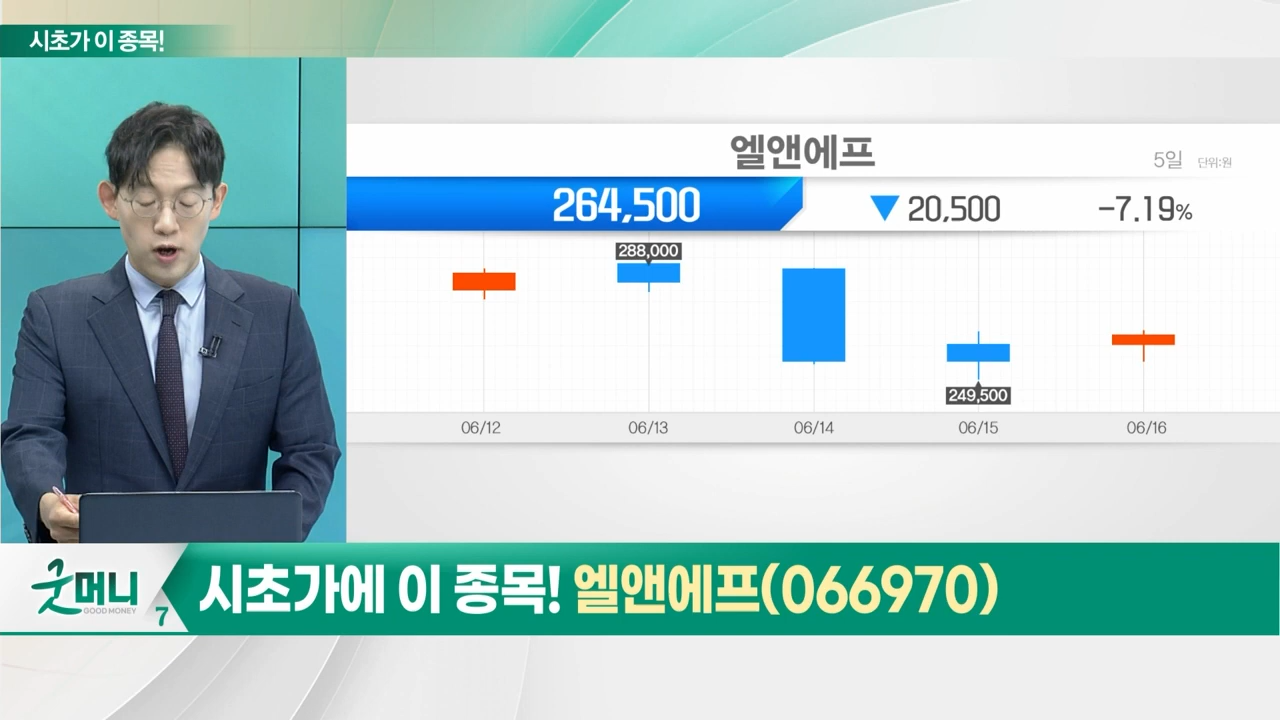 시초가 이 종목!
엘앤에프
5일 단위:원
264,500 ▼ 20,500 -7.19%
288,000
249,500
06/12 06/13 06/14 06/15 06/16
굿머니
GOOD MONEY
7
시초가에 이 종목! 엘앤에프(066970)